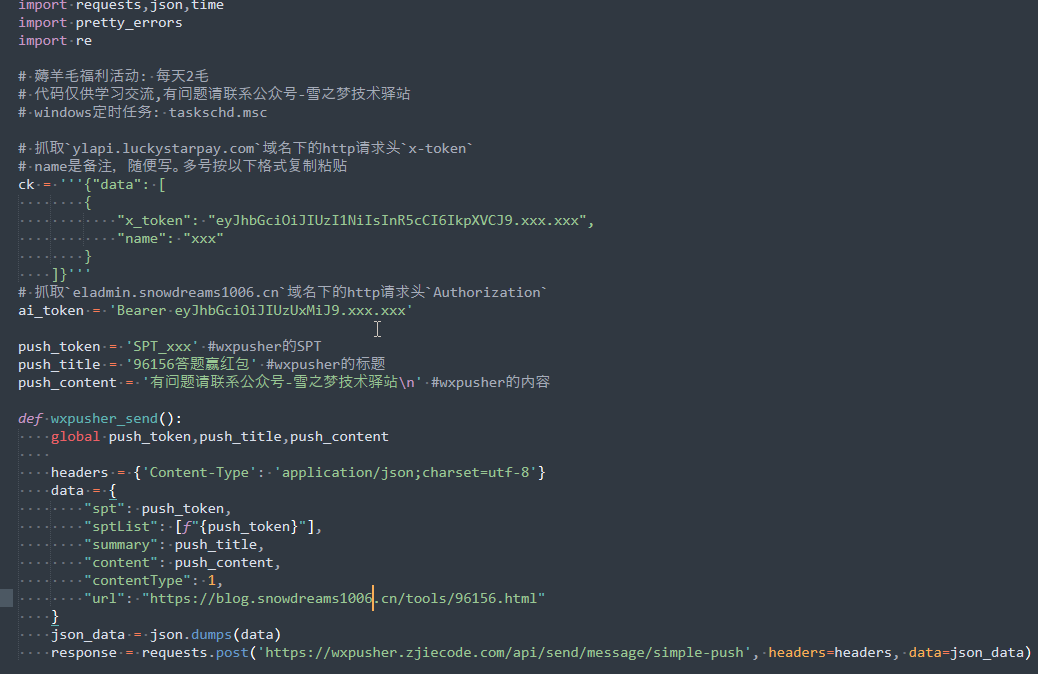 import requests,json,time
import pretty_errors
import re
# 薅羊毛福利活动: 每天2毛
# 代码仅供学习交流,有问题请联系公众号-雪之梦技术驿站
# windows定时任务: taskschd.msc
# 抓取`ylapi.luckystarpay.com`域名下的http请求头`x-token`
# name是备注, 随便写。多号按以下格式复制粘贴
ck = '''{"data": [
{
"x_token": "eyJhbGciOiJIUzI1NiIsInR5cCI6IkpXVCJ9.xxx.xxx",
"name": "xxx"
}
]}'''
# 抓取`eladmin.snowdreams1006.cn`域名下的http请求头`Authorization`
ai_token = 'Bearer eyJhbGciOiJIUzUxMiJ9.xxx.xxx'
push_token = 'SPT_xxx' #wxpusher的SPT
push_title = '96156答题赢红包' #wxpusher的标题
push_content = '有问题请联系公众号-雪之梦技术驿站\n' #wxpusher的内容
def wxpusher_send():
global push_token,push_title,push_content
headers = {'Content-Type': 'application/json;charset=utf-8'}
data = {
"spt": push_token,
"sptList": [f"{push_token}"],
"summary": push_title,
"content": push_content,
"contentType": 1,
"url": "https://blog.snowdreams1006.cn/tools/96156.html"
}
json_data = json.dumps(data)
response = requests.post('https://wxpusher.zjiecode.com/api/send/message/simple-push', headers=headers, data=json_data)